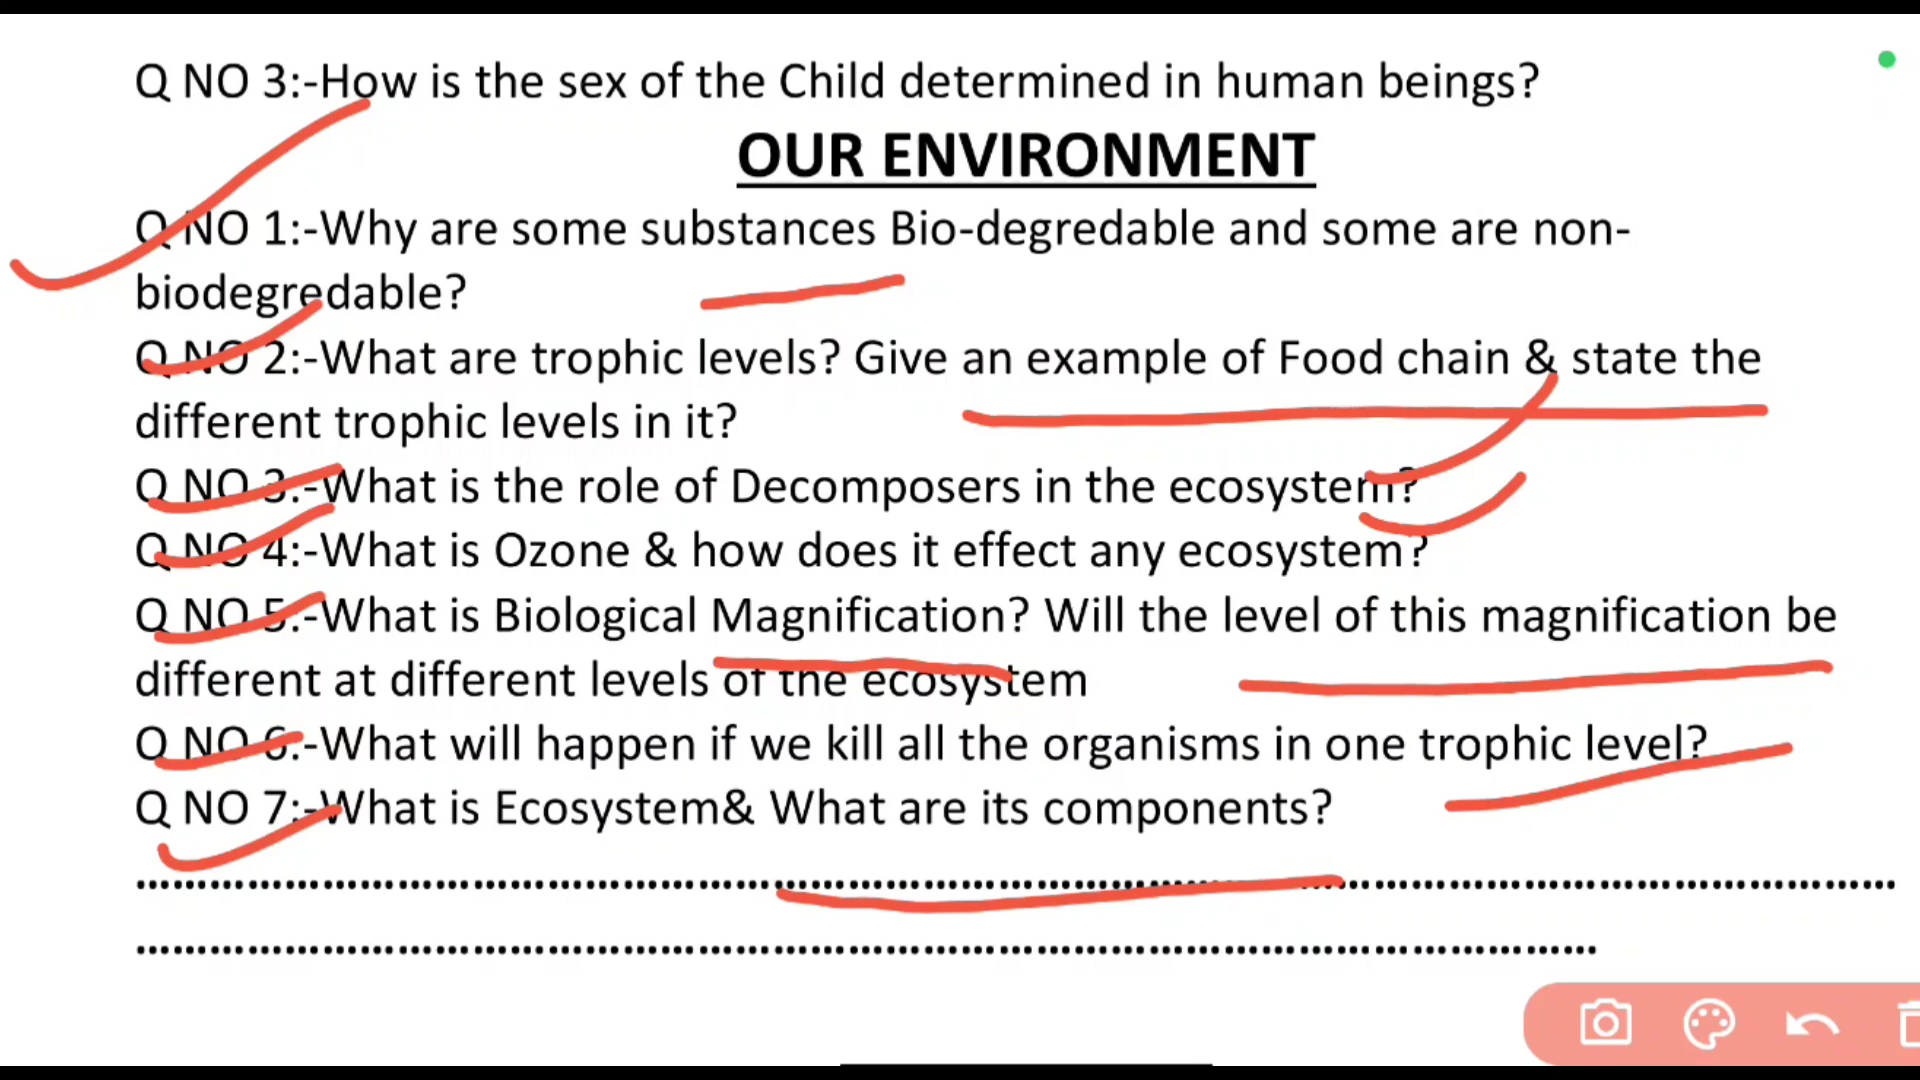 Q NO 3:-How is the sex of the Child determined in human beings?
OUR ENVIRONMENT
Q NO 1:-Why are some substances Bio-degredable and some are non-
biodegredable?
Q NO 2:-What are trophic levels? Give an example of Food chain & state the
different trophic levels in it?
Q NO 3:-What is the role of Decomposers in the ecosystem?
Q NO 4:-What is Ozone & how does it effect any ecosystem?
Q NO 5:-What is Biological Magnification? Will the level of this magnification be
different at different levels of the ecosystem
Q NO 6:-What will happen if we kill all the organisms in one trophic level?
Q NO 7:-What is Ecosystem& What are its components?